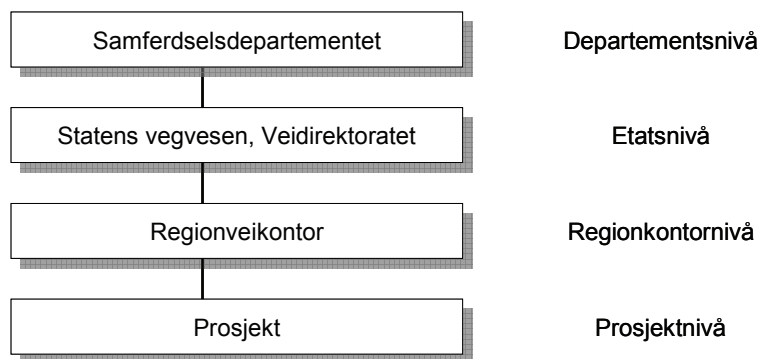 Samferdselsdepartementet Departementsnivå
Statens vegvesen, Veidirektoratet Etatsnivå
Regionveikontor Regionkontornivå
Prosjekt Prosjektnivå